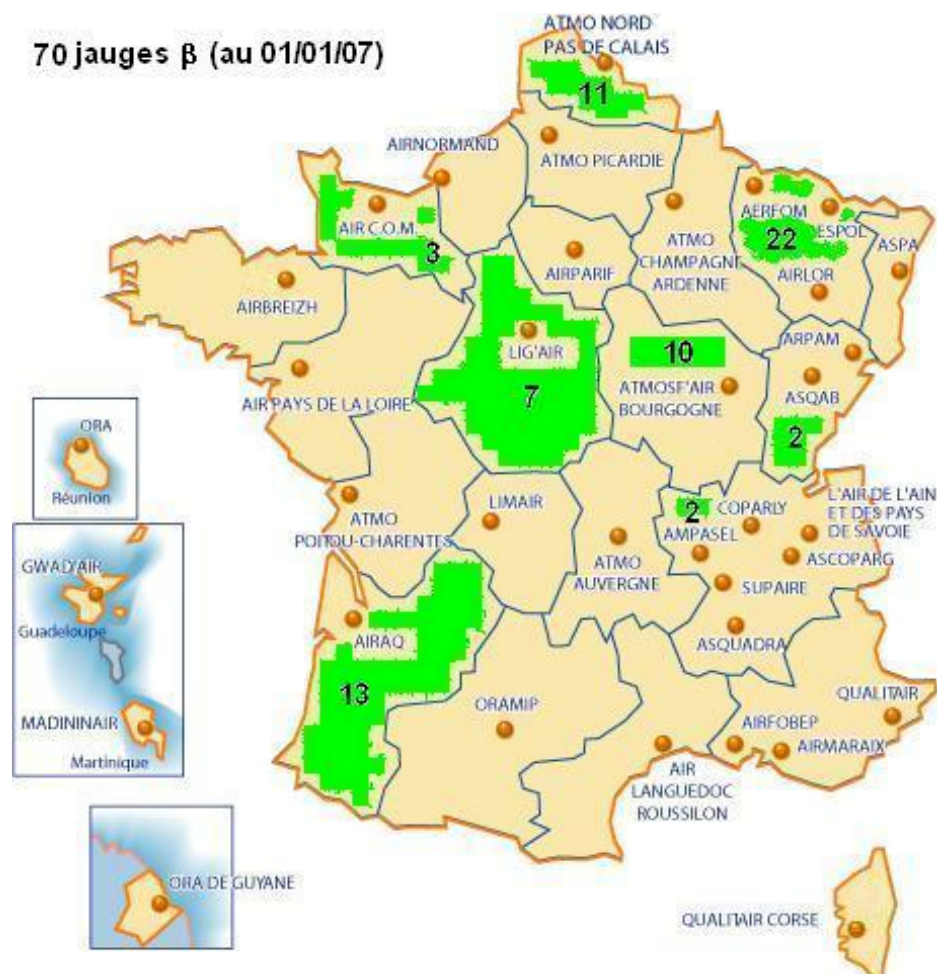 70 jauges β (au 01/01/07)
ATMO NORD
PAS DE CALAIS
11
AIRNORMAND
ATMO PICARDIE
AERFOM
ESPOL
22
ASPA
AIRLOR
AIR C.O.M.
3
AIRPARIF
ATMO
CHAMPAGNE
ARDENNE
AIRBREIZH
LIG'AIR
7
10
ATMOSF'AIR
BOURGOGNE
ARPAM
ASQAB
2
AIR PAYS DE LA LOIRE
ORA
Réunion
ATMO
POITOU-CHARENTES
LIMAIR
ATMO
AUVERGNE
2
COPARLY
AMPASEL
L'AIR DE L'AIN
ET DES PAYS
DE SAVOIE
ASCOPARG
SUPAIRE
ASQUADRA
GWAD'AIR
Guadeloupe
MADININAIR
Martinique
AIRAQ
13
ORAMIP
QUALITAIR
AIRFOBEP
AIRMARAIX
AIR
LANGUEDOC
ROUSSILON
ORA DE GUYANE
QUALITAIR CORSE